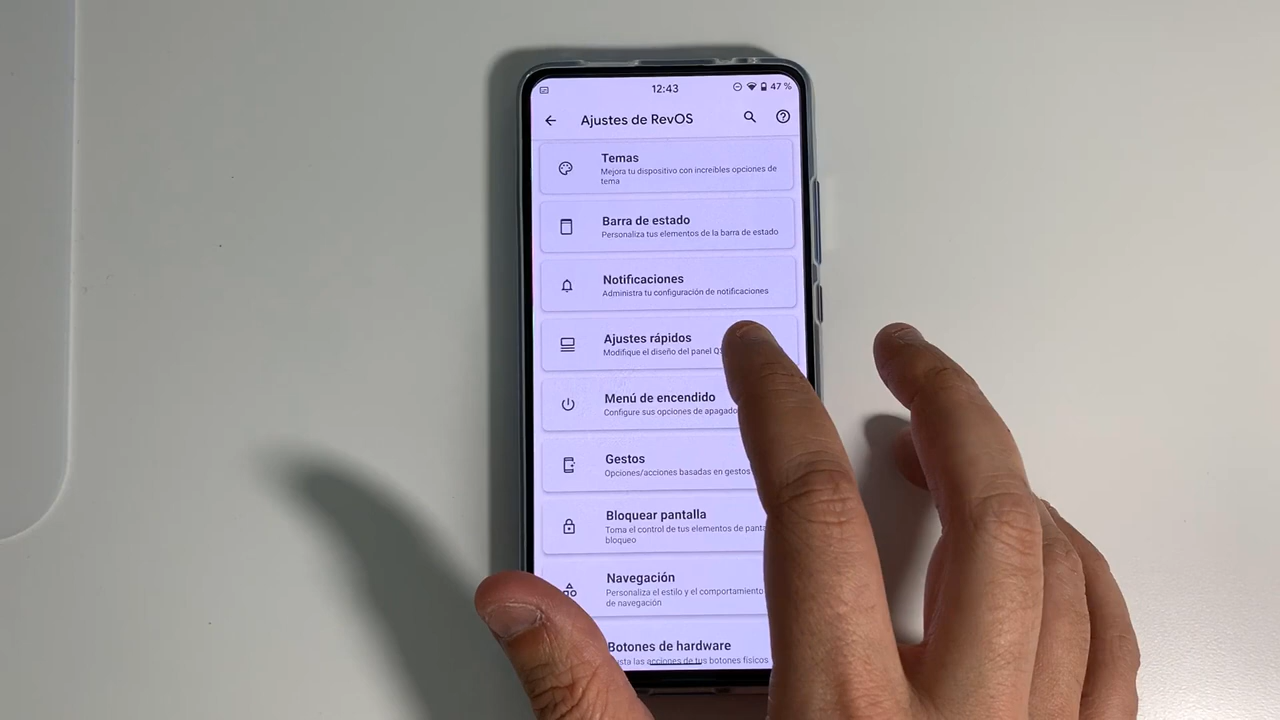 12:43
47 %
Ajustes de RevOS
Temas
Mejora tu dispositivo con increíbles opciones de
tema
Barra de estado
Personaliza tus elementos de la barra de estado
Notificaciones
Administra tu configuración de notificaciones
Ajustes rápidos
Modifique el diseño del panel
Menú de encendido
Configure sus opciones de apagado
Gestos
Opciones/acciones basadas en gestos
Bloquear pantalla
Toma el control de tus elementos de
bloqueo
Navegación
Personaliza el estilo y el comportamiento
de navegación
Botones de hardware
las acciones de tus botones físicos